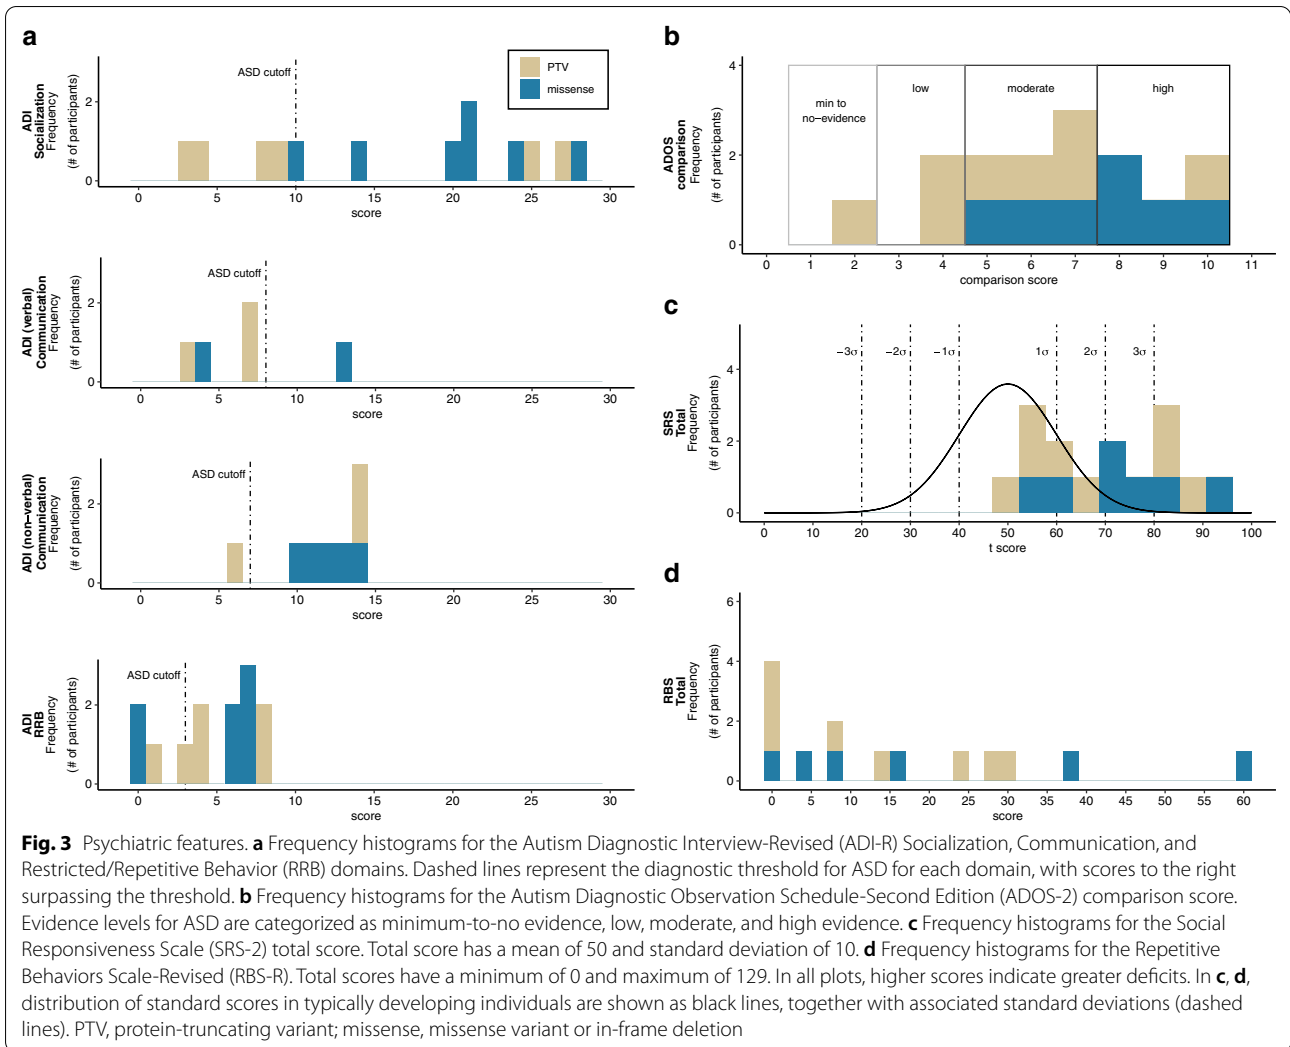 a
ADI
Socialization
Frequency
(# of participants)
2
0
ASD cutoff
PTV
missense
0 5 10 15 20 25 30
score
ADI (verbal)
Communication
Frequency
(# of participants)
2
0
ASD cutoff
0 5 10 15 20 25 30
score
ADI (non−verbal)
Communication
Frequency
(# of participants)
2
0
ASD cutoff
0 5 10 15 20 25 30
score
ADI
RRB
Frequency
(# of participants)
2
0
ASD cutoff
0 5 10 15 20 25 30
score
b
ADOS
comparison
Frequency
(# of participants)
4
2
0
min to
no−evidence
low
moderate
high
0 1 2 3 4 5 6 7 8 9 10 11
comparison score
c
SRS
Total
Frequency
(# of participants)
4
2
0
−3σ −2σ −1σ 1σ 2σ 3σ
0 10 20 30 40 50 60 70 80 90 100
t score
d
RBS
Total
Frequency
(# of participants)
6
4
2
0
0 5 10 15 20 25 30 35 40 45 50 55 60
score
Fig. 3 Psychiatric features. a Frequency histograms for the Autism Diagnostic Interview-Revised (ADI-R) Socialization, Communication, and
Restricted/Repetitive Behavior (RRB) domains. Dashed lines represent the diagnostic threshold for ASD for each domain, with scores to the right
surpassing the threshold. b Frequency histograms for the Autism Diagnostic Observation Schedule-Second Edition (ADOS-2) comparison score.
Evidence levels for ASD are categorized as minimum-to-no evidence, low, moderate, and high evidence. c Frequency histograms for the Social
Responsiveness Scale (SRS-2) total score. Total score has a mean of 50 and standard deviation of 10. d Frequency histograms for the Repetitive
Behaviors Scale-Revised (RBS-R). Total scores have a minimum of 0 and maximum of 129. In all plots, higher scores indicate greater deficits. In c, d,
distribution of standard scores in typically developing individuals are shown as black lines, together with associated standard deviations (dashed
lines). PTV, protein-truncating variant; missense, missense variant or in-frame deletion